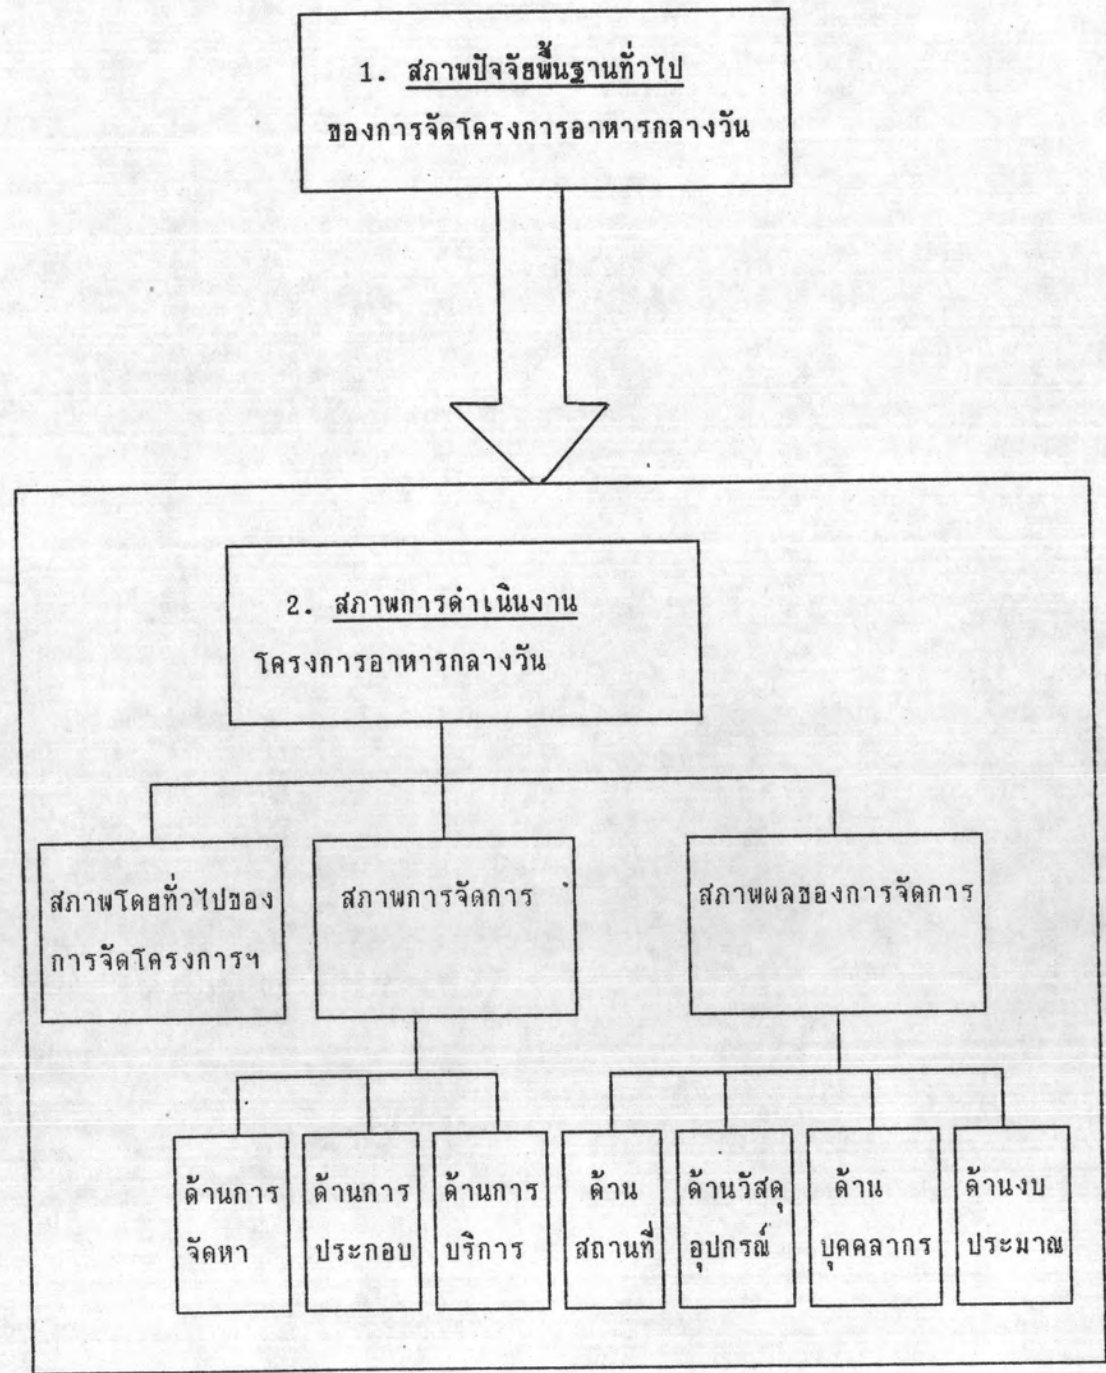 1. สภาพปัจจัยพื้นฐานทั่วไป
ของการจัดโครงการอาหารกลางวัน
2. สภาพการดำเนินงาน
โครงการอาหารกลางวัน
สภาพโดยทั่วไปของ
การจัดโครงการฯ
สภาพการจัดการ
สภาพผลของการจัดการ
ด้านการ
จัดหา
ด้านการ
ประกอบ
ด้านการ
บริการ
ด้าน
สถานที่
ด้านวัสดุ
อุปกรณ์
ด้าน
บุคคลากร
ด้านงบ
ประมาณ